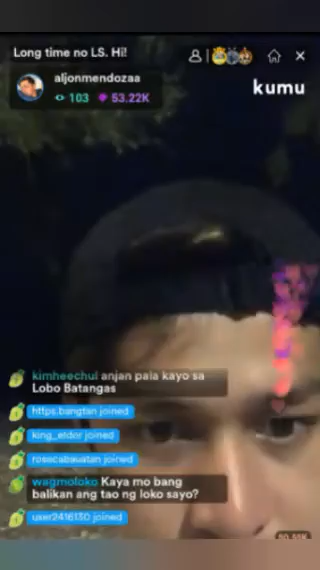 Long time no LS. Hi!
aljonmendozaa
103 53.22K
kumu
kimheechul anjan pala kayo sa
Lobo Batangas
https.bangtan joined
king_eldor joined
rosecabauatan joined
wagmoloko Kaya mo bang
balikan ang tao ng loko sayo?
user2416130 joined